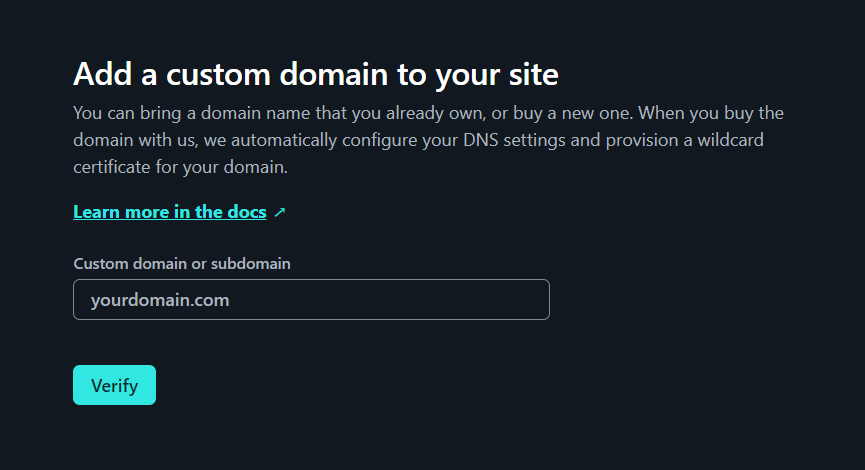 Add a custom domain to your site
You can bring a domain name that you already own, or buy a new one. When you buy the
domain with us, we automatically configure your DNS settings and provision a wildcard
certificate for your domain.
Learn more in the docs ↗
Custom domain or subdomain
yourdomain.com
Verify